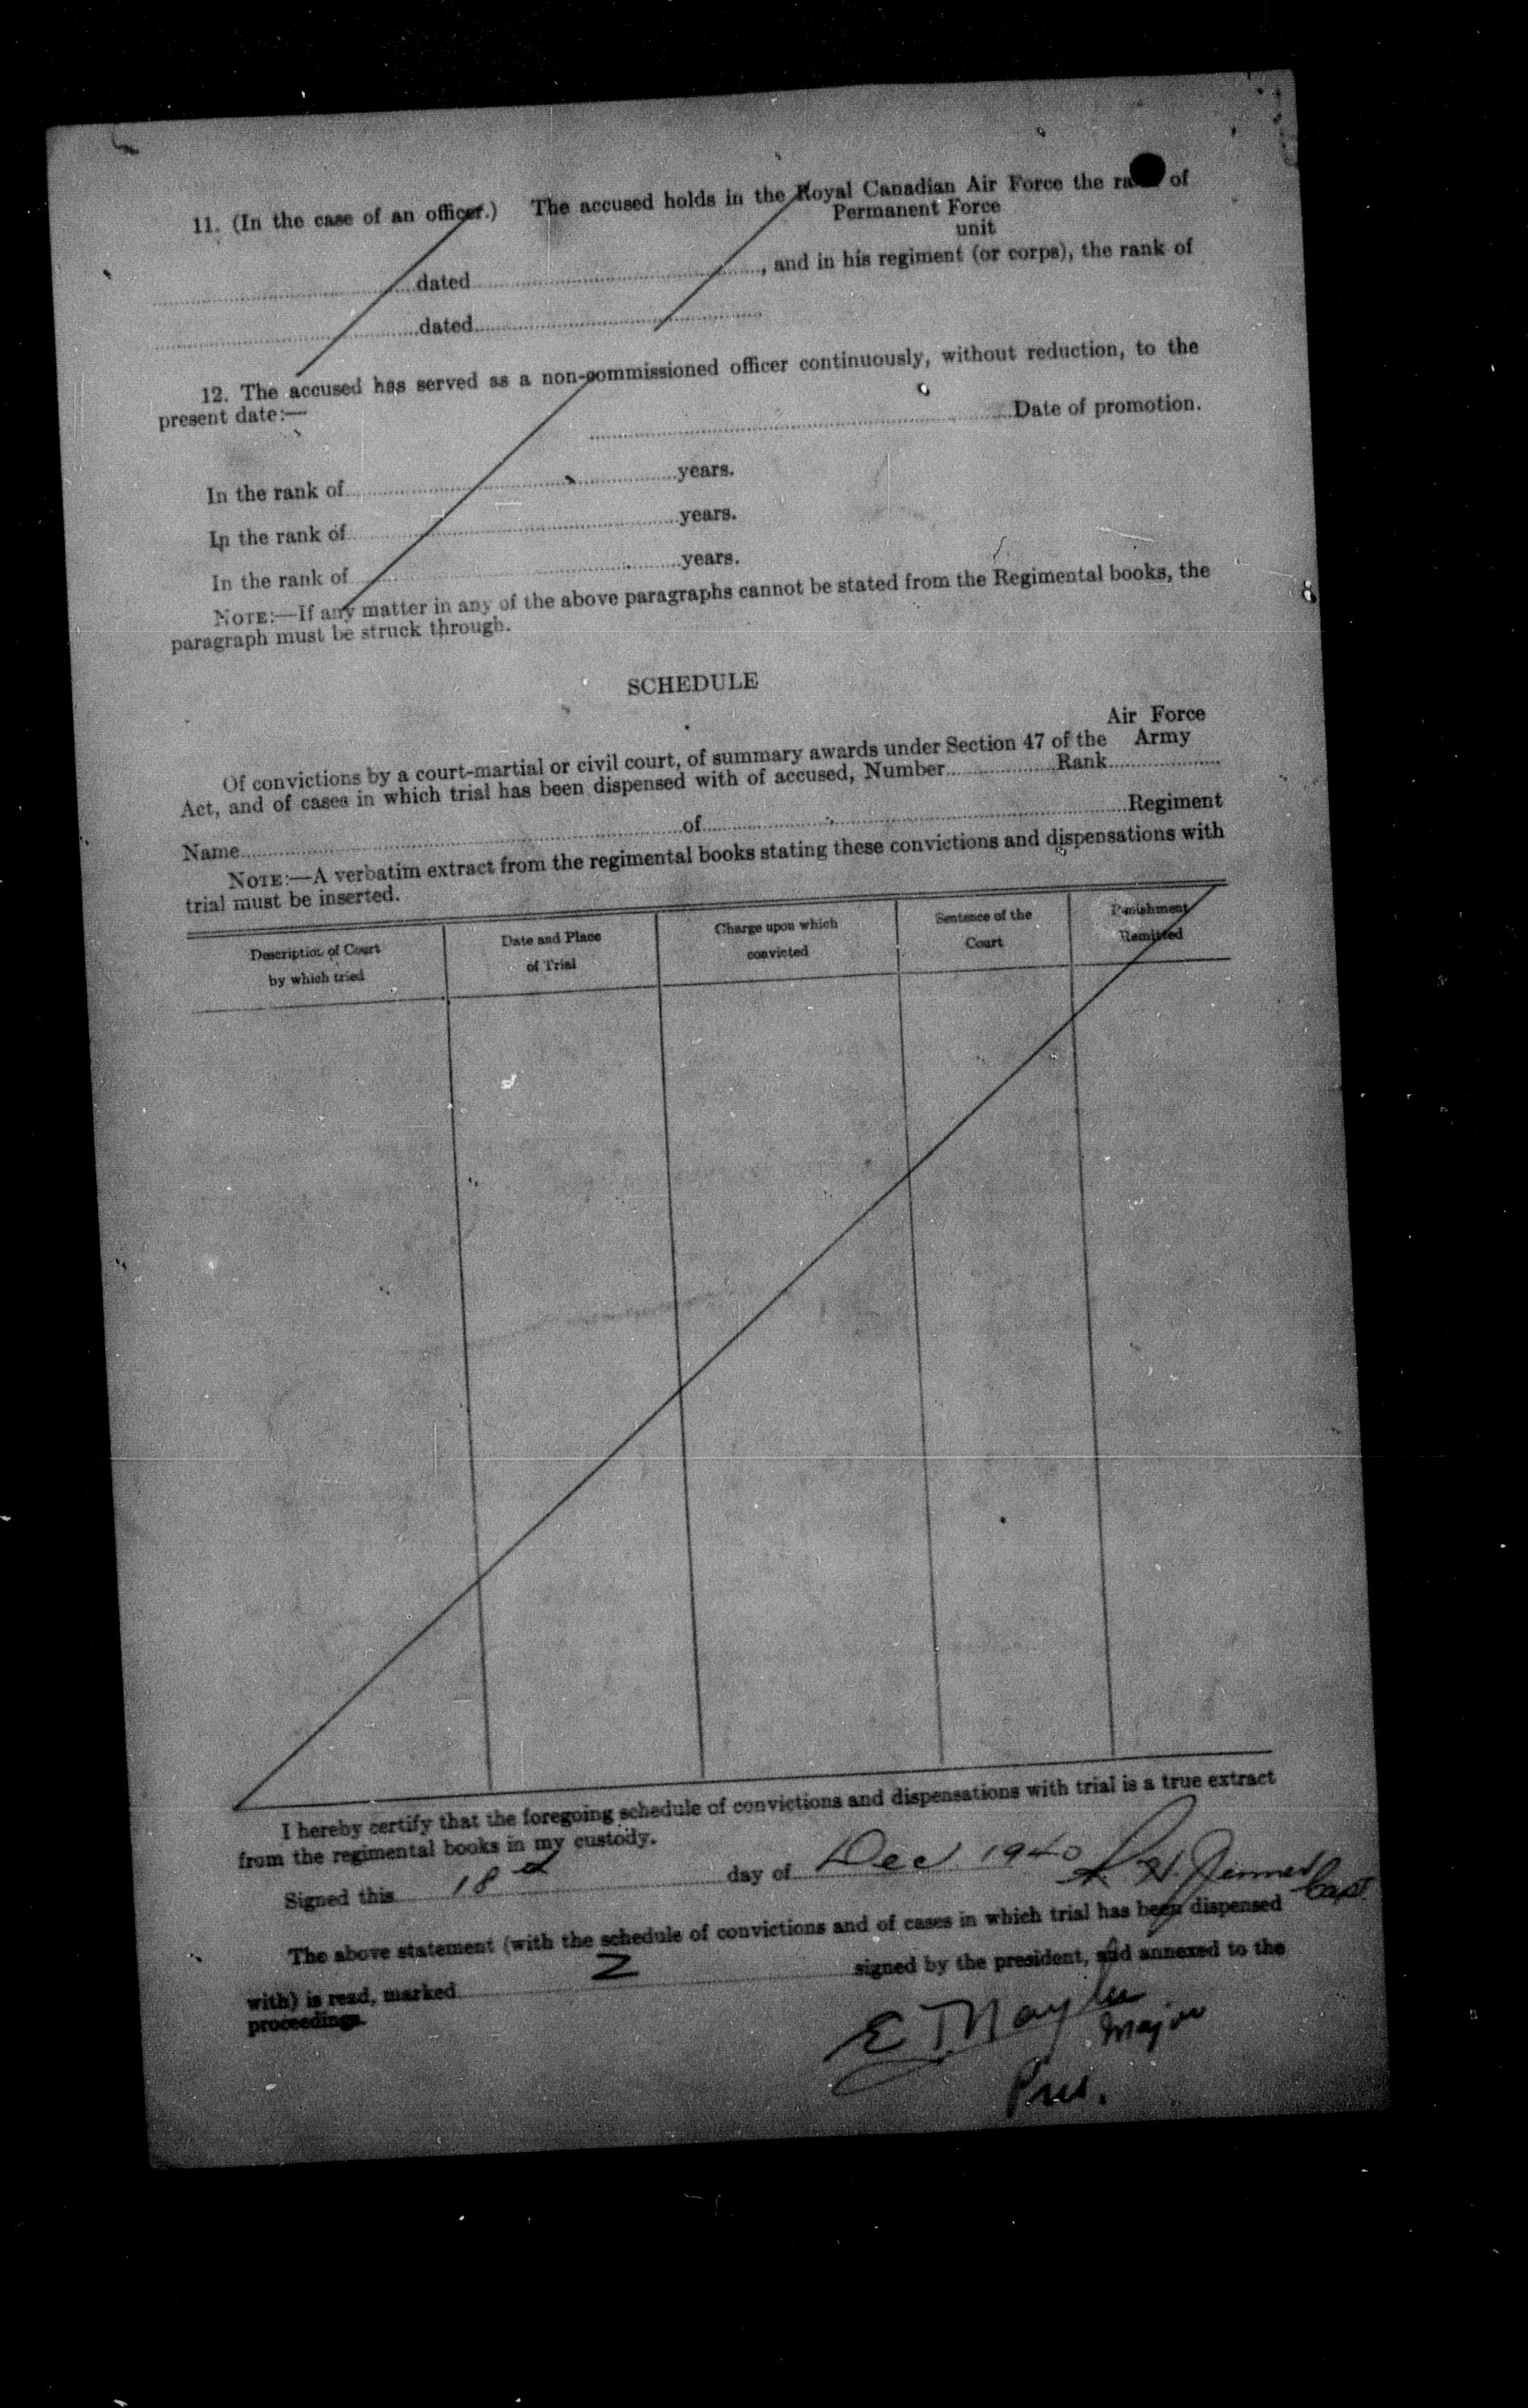 11. (In the case of an officer.) The accused holds in the Royal Canadian Air Force the rank of
Permanent Force
unit
dated, and in his regiment (or corps), the rank of
dated
12. The accused has served as a non-commissioned officer continuously, without reduction, to the
present date:—
Date of promotion.
In the rank of years.
In the rank of years.
In the rank of years.
NOTE:—If any matter in any of the above paragraphs cannot be stated from the Regimental books, the
paragraph must be struck through.
SCHEDULE
Air Force
Of convictions by a court-martial or civil court, of summary awards under Section 47 of the Army
Act, and of cases in which trial has been dispensed with of accused, Number Rank
Name of Regiment
NOTE:—A verbatim extract from the regimental books stating these convictions and dispensations with
trial must be inserted.
Description of Court
by which tried
Date and Place
of Trial
Charge upon which
convicted
Sentence of the
Court
Punishment
Remitted
I hereby certify that the foregoing schedule of convictions and dispensations with trial is a true extract
from the regimental books in my custody.
Signed this 18 day of Dec 1940 Capt
The above statement (with the schedule of convictions and of cases in which trial has been dispensed
with) is read, marked Z signed by the president, and annexed to the
proceedings.
E
Major
Pres.